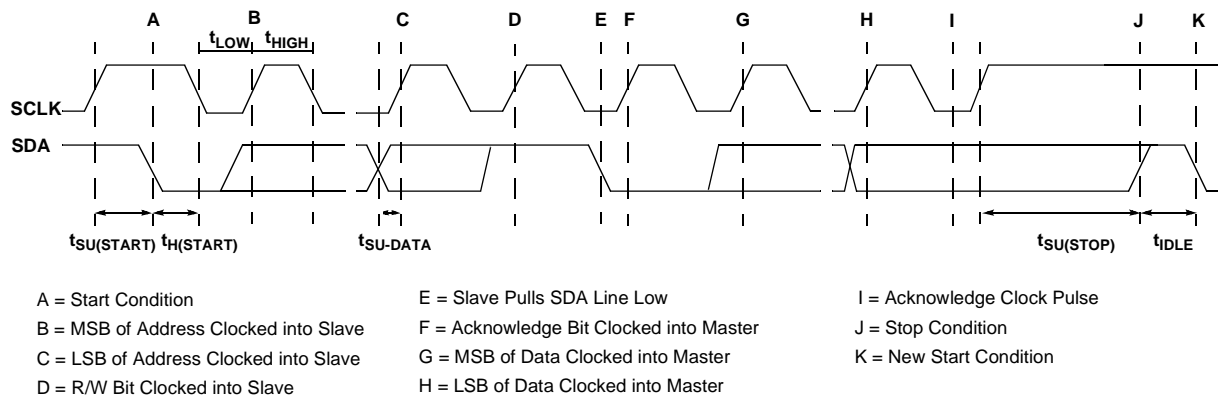 A B C D E F G H I J K
tLOW tHIGH
SCLK
SDA
tSU(START) tH(START) tSU-DATA tSU(STOP) tIDLE
A = Start Condition
B = MSB of Address Clocked into Slave
C = LSB of Address Clocked into Slave
D = R/W Bit Clocked into Slave
E = Slave Pulls SDA Line Low
F = Acknowledge Bit Clocked into Master
G = MSB of Data Clocked into Master
H = LSB of Data Clocked into Master
I = Acknowledge Clock Pulse
J = Stop Condition
K = New Start Condition